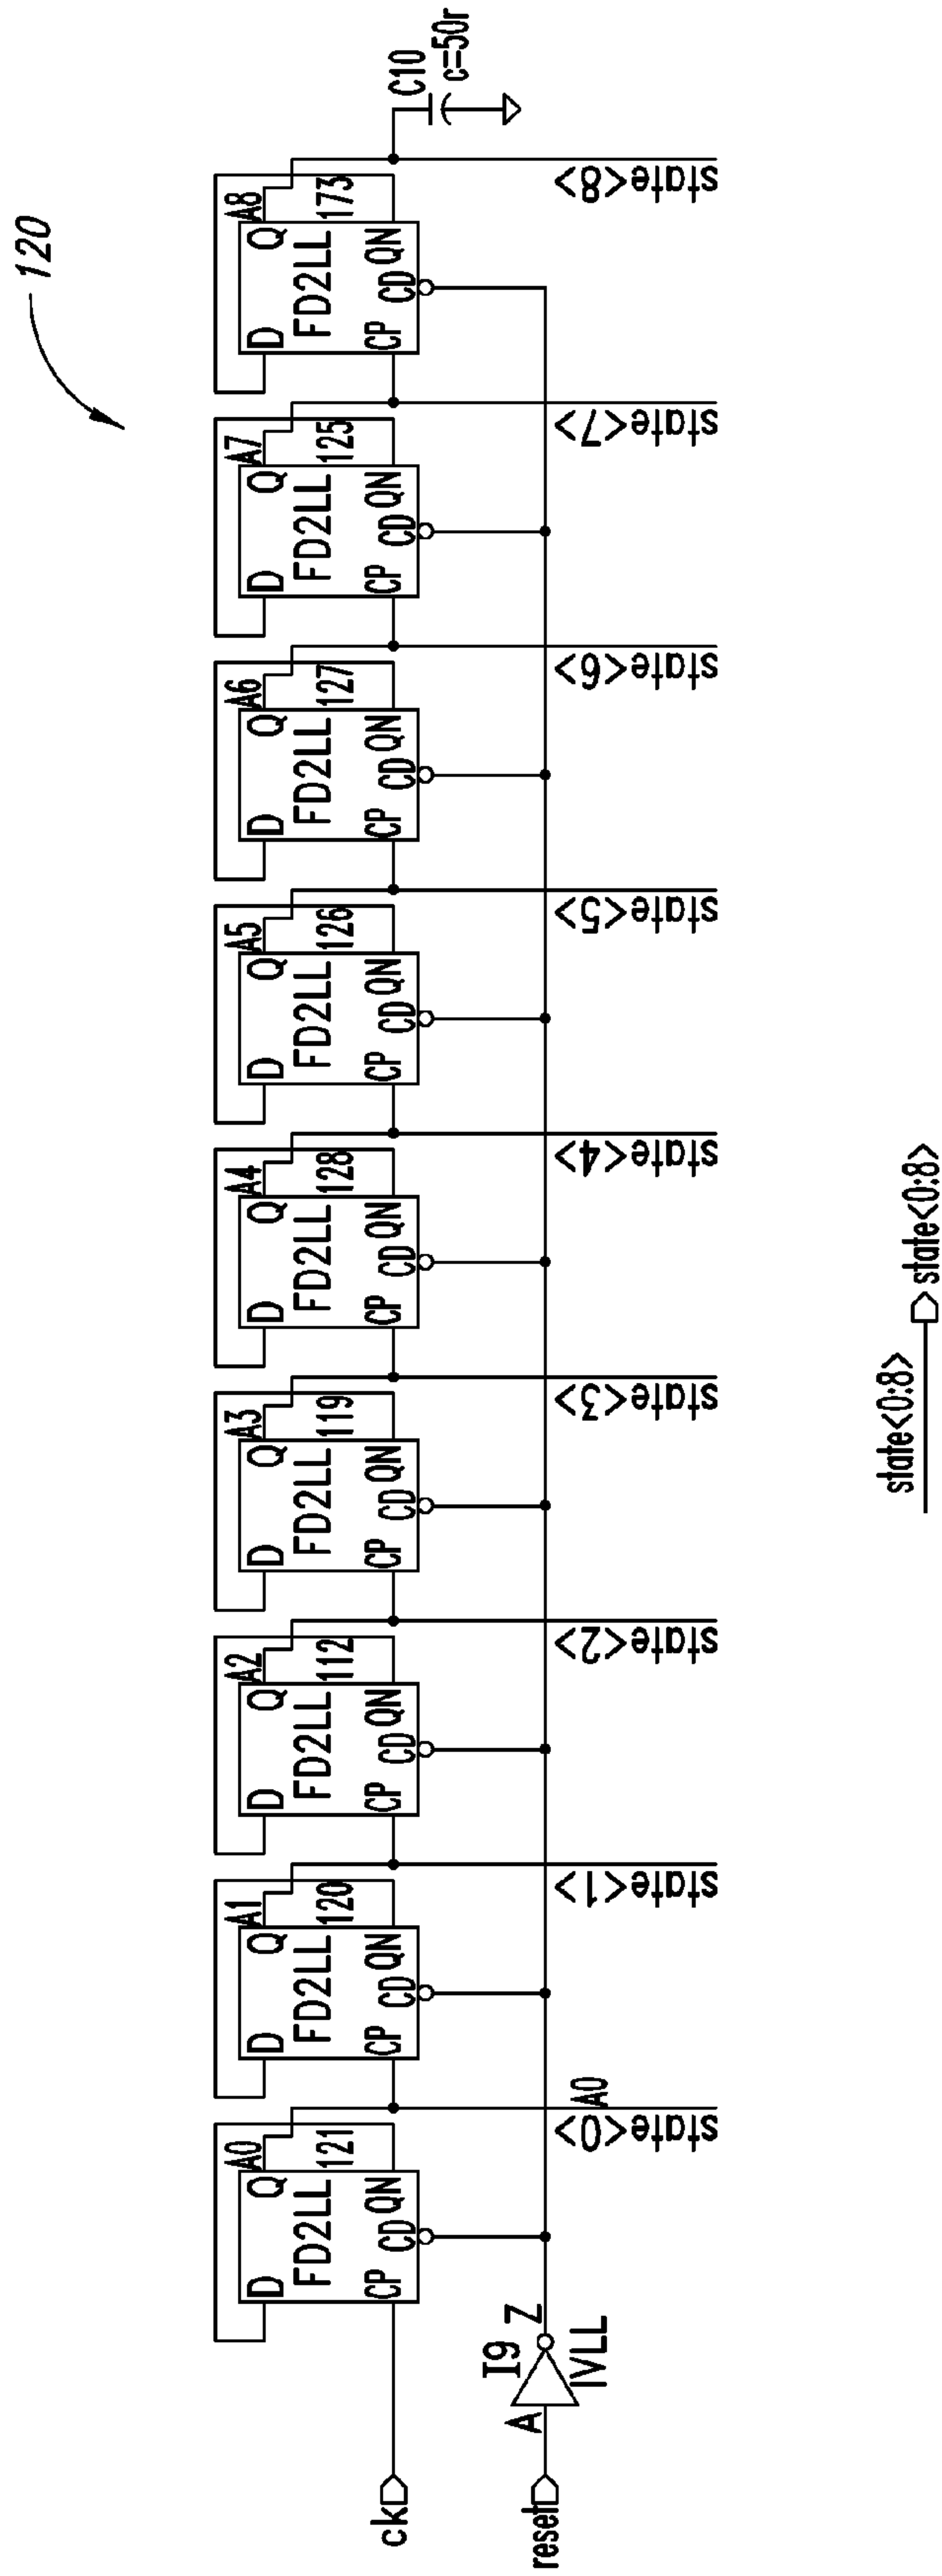 120
A0
D Q
FD2LL
121
CP CD QN
A1
D Q
FD2LL
120
CP CD QN
A2
D Q
FD2LL
112
CP CD QN
A3
D Q
FD2LL
119
CP CD QN
A4
D Q
FD2LL
128
CP CD QN
A5
D Q
FD2LL
126
CP CD QN
A6
D Q
FD2LL
127
CP CD QN
A7
D Q
FD2LL
125
CP CD QN
A8
D Q
FD2LL
173
CP CD QN
C10
c=50r
ck
reset
A
I9
Z
IVLL
state<0>
A0
state<1>
state<2>
state<3>
state<4>
state<5>
state<6>
state<7>
state<8>
state<0:8>
state<0:8>